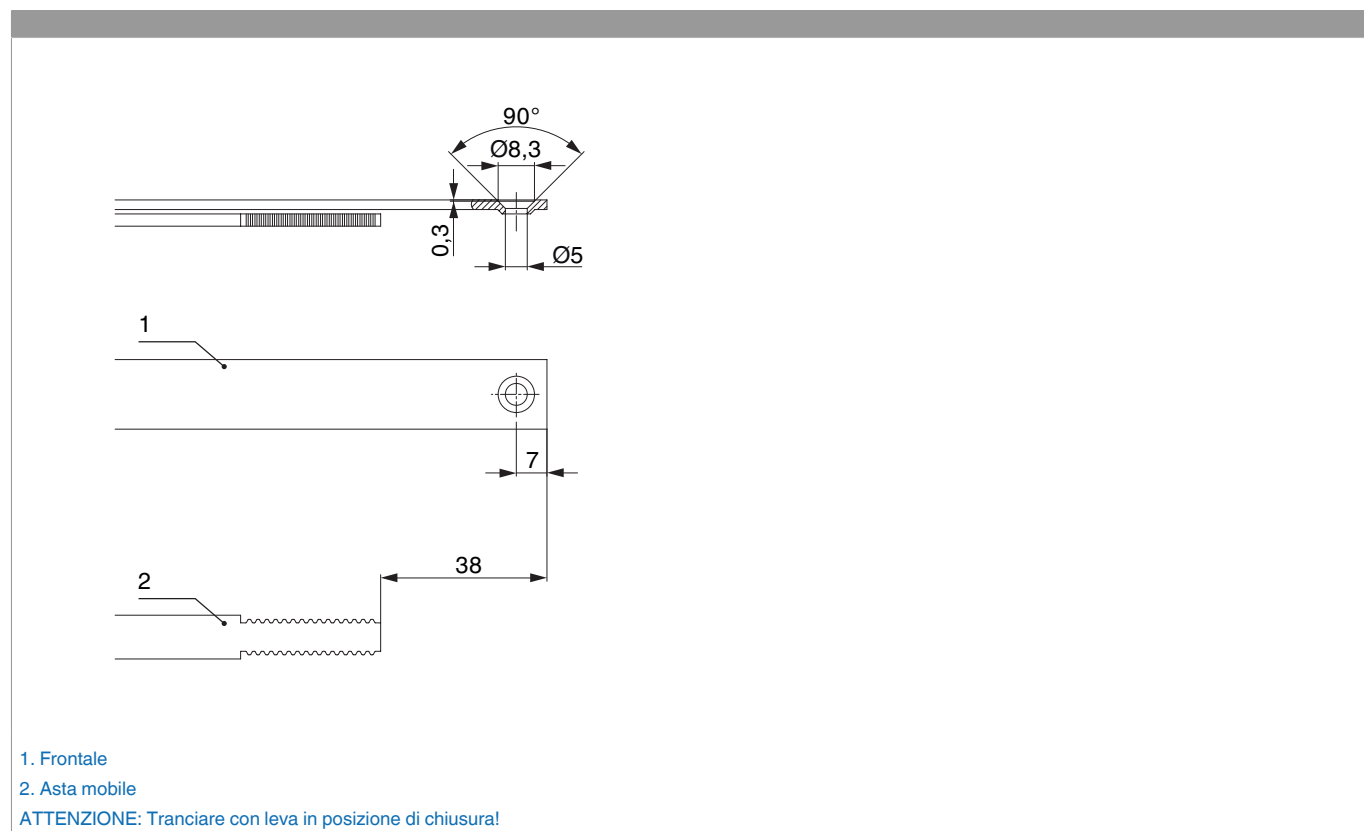 90°
Ø8,3
0,3
Ø5
1
7
38
2
1. Frontale
2. Asta mobile
ATTENZIONE: Tranciare con leva in posizione di chiusura!